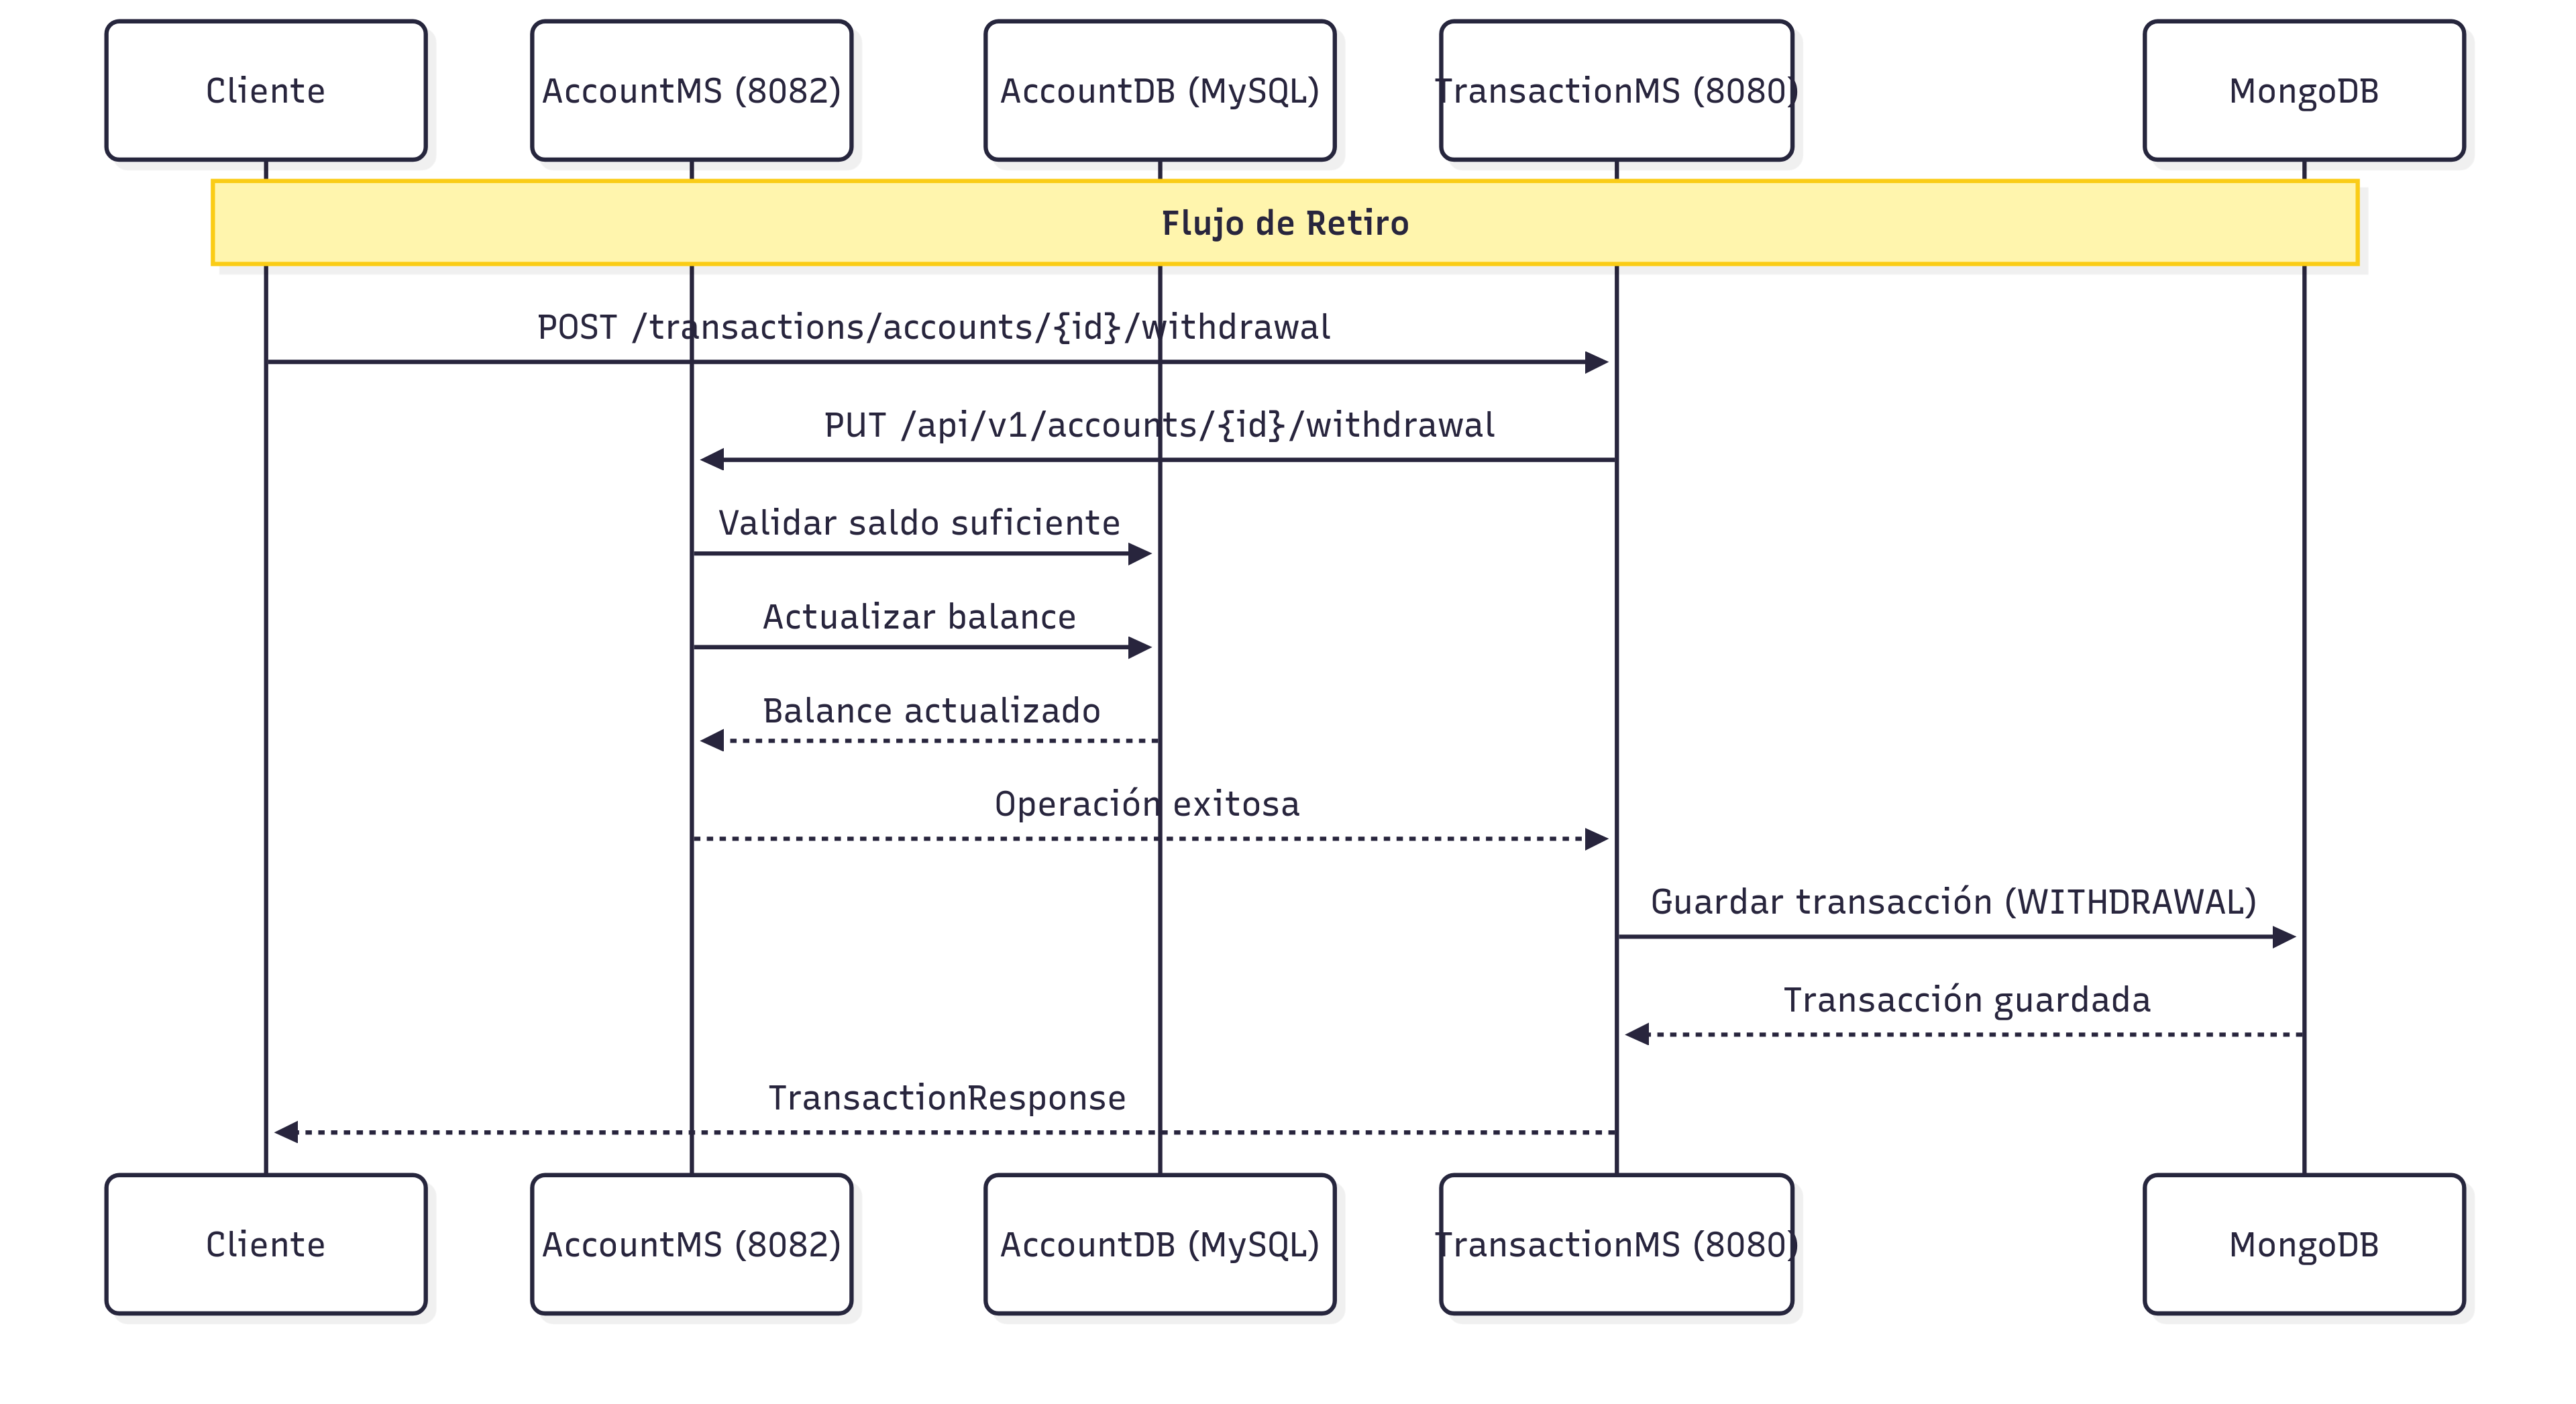 Cliente
AccountMS (8082)
AccountDB (MySQL)
TransactionMS (8080)
MongoDB
Flujo de Retiro
POST /transactions/accounts/{id}/withdrawal
PUT /api/v1/accounts/{id}/withdrawal
Validar saldo suficiente
Actualizar balance
Balance actualizado
Operación exitosa
Guardar transacción (WITHDRAWAL)
Transacción guardada
TransactionResponse
Cliente
AccountMS (8082)
AccountDB (MySQL)
TransactionMS (8080)
MongoDB